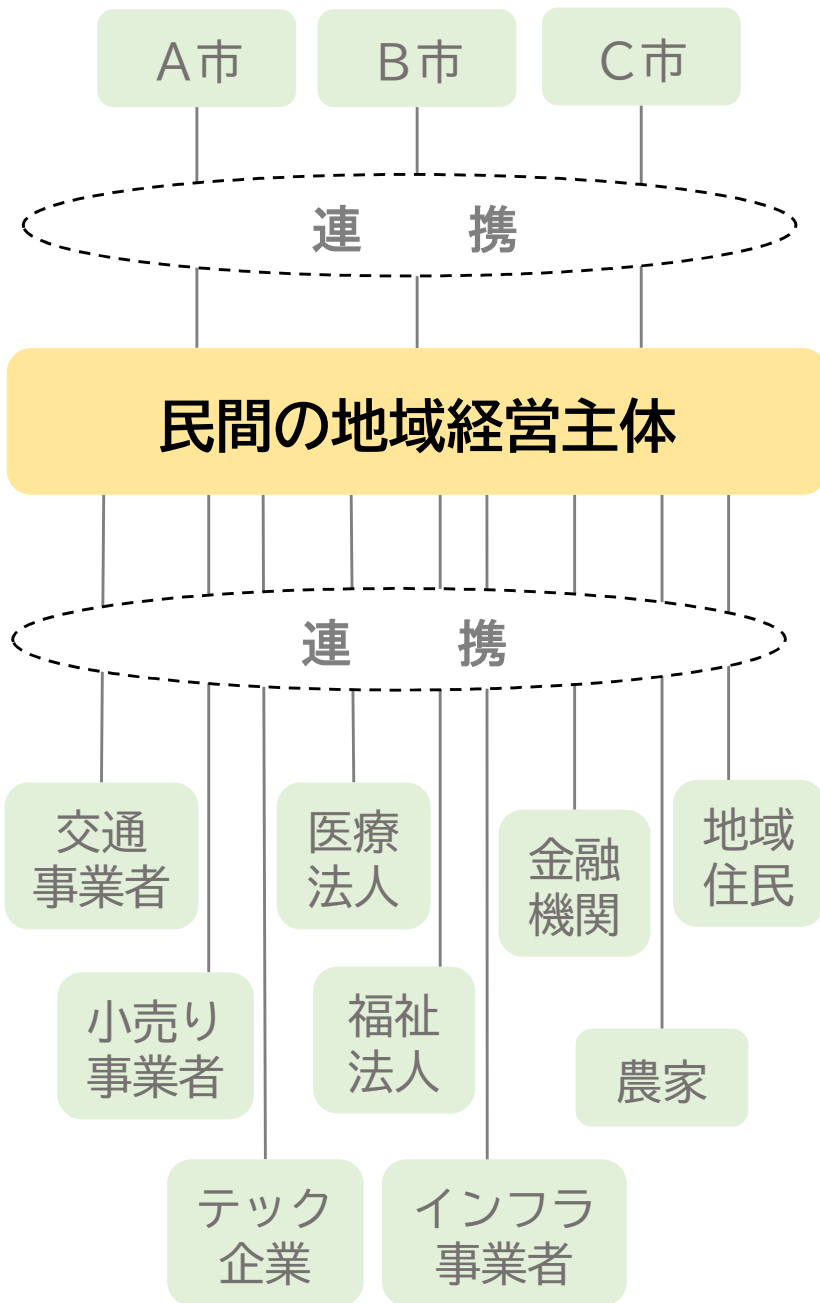 A市
B市
C市
連　携
民間の地域経営主体
連　携
交通
事業者
医療
法人
金融
機関
地域
住民
小売り
事業者
福祉
法人
農家
テック
企業
インフラ
事業者